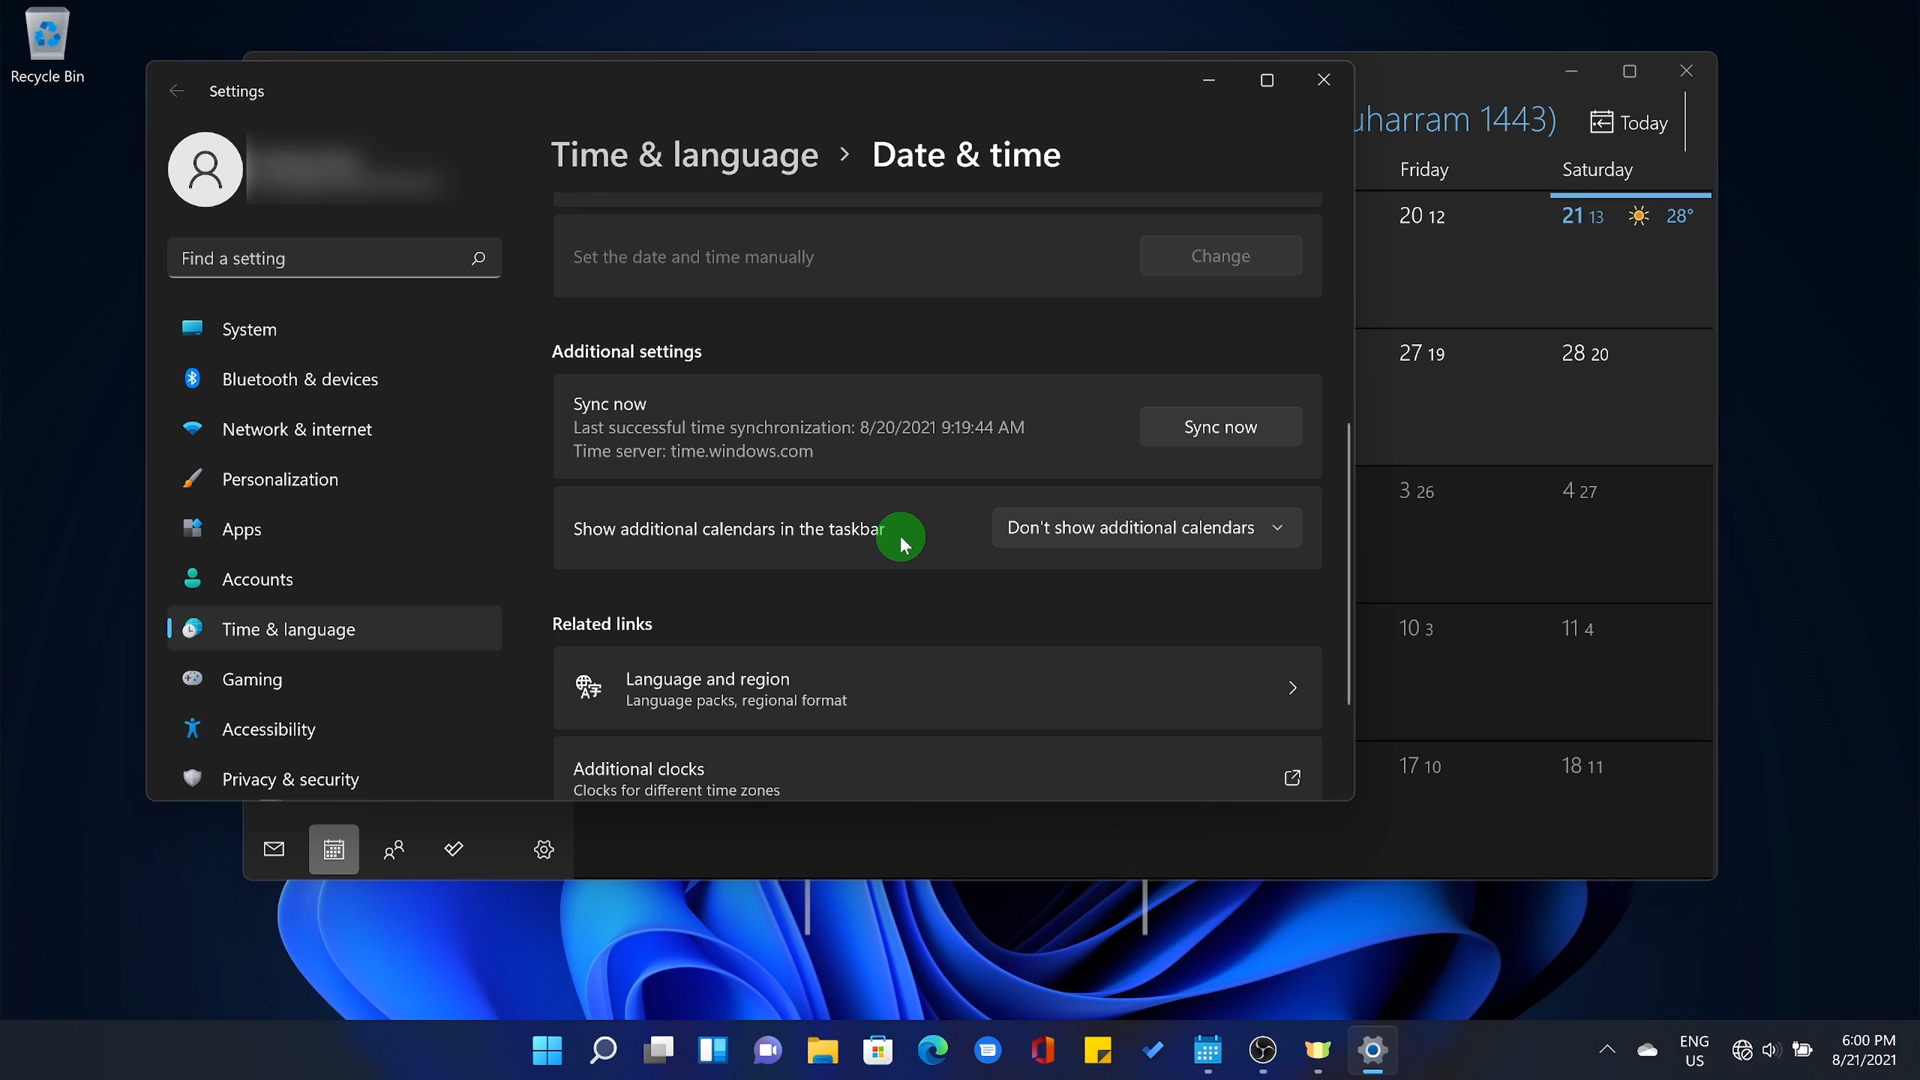 Recycle Bin
Settings
Find a setting
System
Bluetooth & devices
Network & internet
Personalization
Apps
Accounts
Time & language
Gaming
Accessibility
Privacy & security
Time & language > Date & time
Set the date and time manually
Change
Additional settings
Sync now
Last successful time synchronization: 8/20/2021 9:19:44 AM
Time server: time.windows.com
Sync now
Show additional calendars in the taskbar
Don't show additional calendars
Related links
Language and region
Language packs, regional format
Additional clocks
Clocks for different time zones
uharram 1443)
Today
Friday Saturday
20 12 21 13 28°
27 19 28 20
3 26 4 27
10 3 11 4
17 10 18 11
ENG
US
6:00 PM
8/21/2021